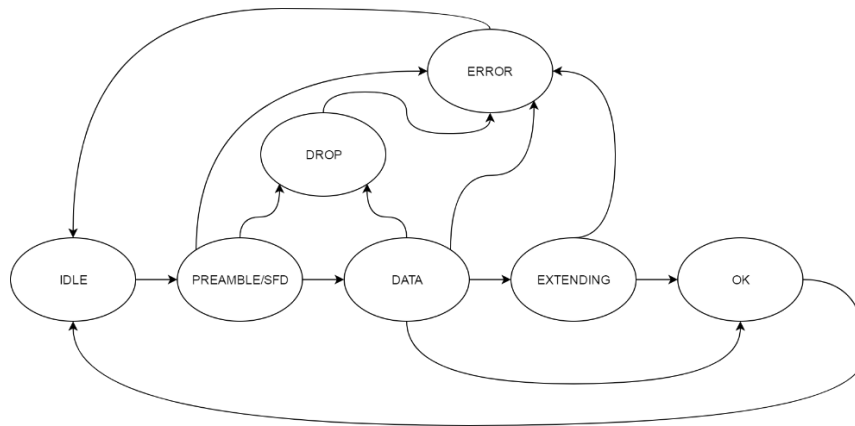 ERROR
DROP
IDLE
PREAMBLE/SFD
DATA
EXTENDING
OK